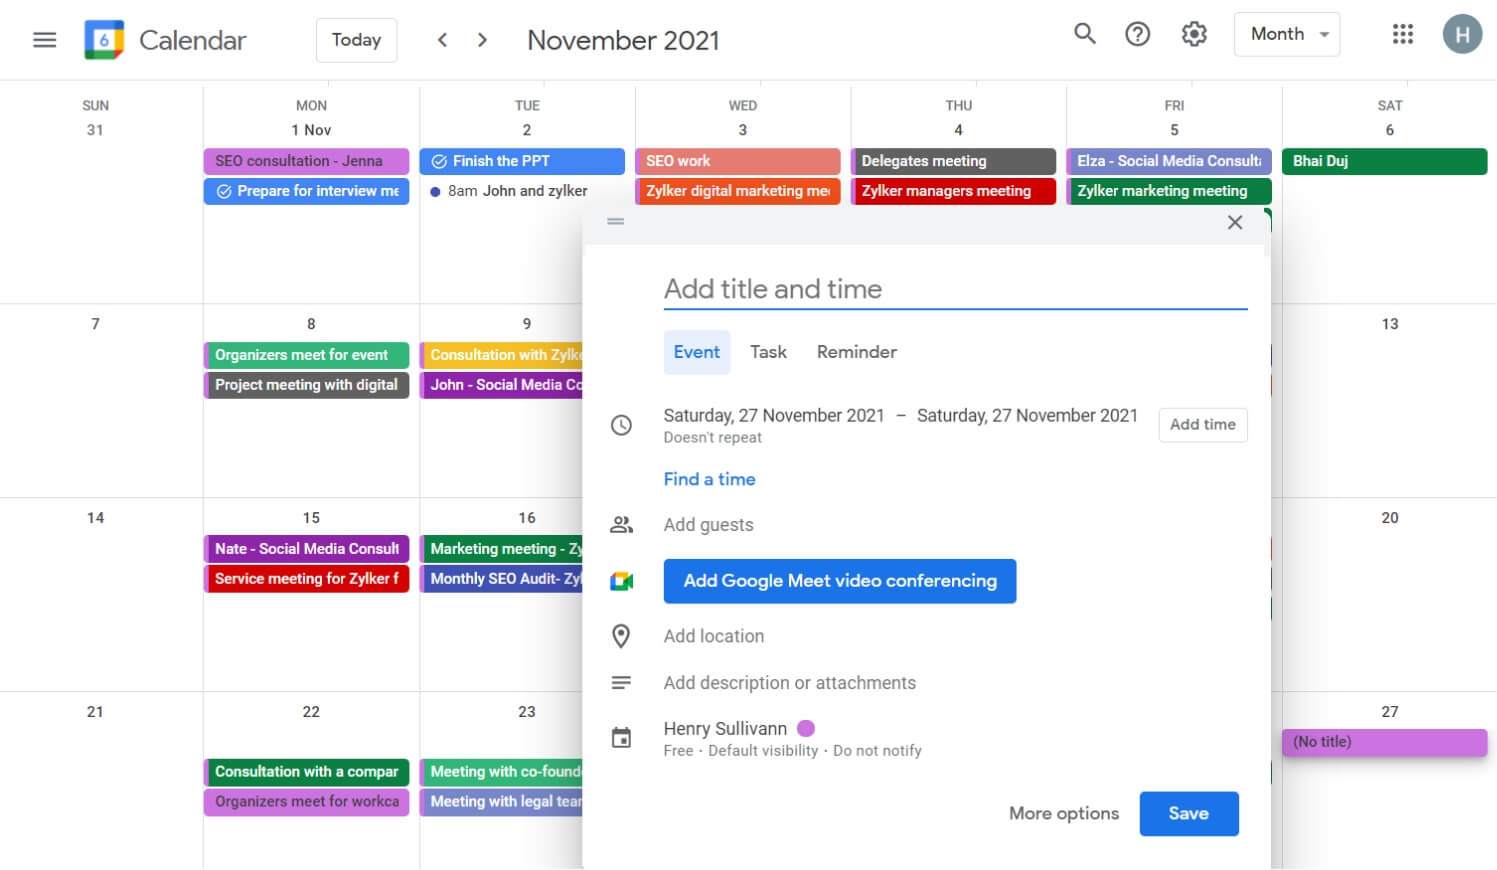 6 Calendar Today November 2021 Month H
SUN MON TUE WED THU FRI SAT
31 1 Nov 2 3 4 5 6
SEO consultation - Jenna Finish the PPT SEO work Delegates meeting Elza - Social Media Consult Bhai Duj
Prepare for interview me 8am John and zylker Zylker digital marketing me Zylker managers meeting Zylker marketing meeting
Add title and time
7 8 9 13
Organizers meet for event Consultation with Zylke
Project meeting with digital John - Social Media Co
Event Task Reminder
Saturday, 27 November 2021 – Saturday, 27 November 2021 Add time
Doesn't repeat
Find a time
14 15 16 20
Add guests
Nate - Social Media Consult Marketing meeting - Zy
Service meeting for Zylker f Monthly SEO Audit- Zyl
Add Google Meet video conferencing
Add location
Add description or attachments
21 22 23 27
Henry Sullivann
Free · Default visibility · Do not notify
(No title)
Consultation with a compar Meeting with co-found
Organizers meet for workca Meeting with legal tear
More options Save